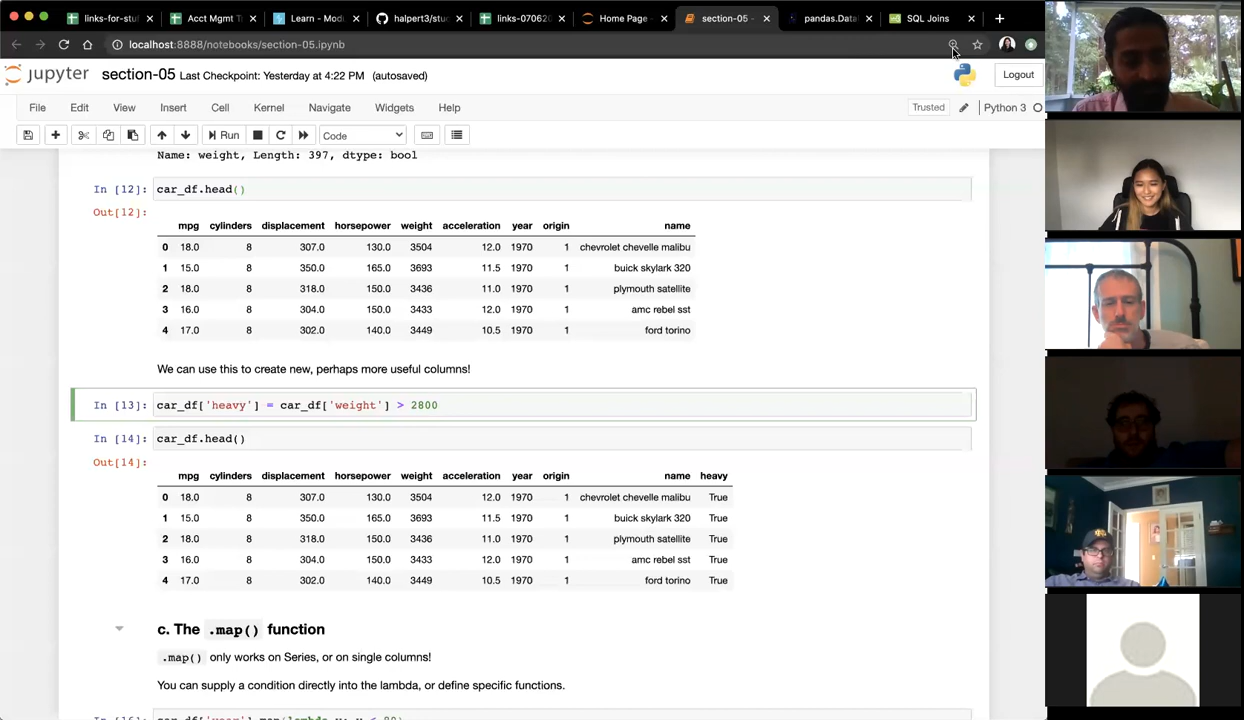 links-for-stu
Acct Mgmt T
Learn - Modu
halpert3/stud
links-070620
Home Page -
section-05 -
pandas.Data
SQL Joins
localhost:8888/notebooks/section-05.ipynb
jupyter section-05 Last Checkpoint: Yesterday at 4:22 PM (autosaved)
Logout
File Edit View Insert Cell Kernel Navigate Widgets Help
Trusted
Python 3
Run
Code
Name: weight, Length: 397, dtype: bool
In [12]: car_df.head()
Out[12]:
mpg cylinders displacement horsepower weight acceleration year origin name
0 18.0 8 307.0 130.0 3504 12.0 1970 1 chevrolet chevelle malibu
1 15.0 8 350.0 165.0 3693 11.5 1970 1 buick skylark 320
2 18.0 8 318.0 150.0 3436 11.0 1970 1 plymouth satellite
3 16.0 8 304.0 150.0 3433 12.0 1970 1 amc rebel sst
4 17.0 8 302.0 140.0 3449 10.5 1970 1 ford torino
We can use this to create new, perhaps more useful columns!
In [13]: car_df['heavy'] = car_df['weight'] > 2800
In [14]: car_df.head()
Out[14]:
mpg cylinders displacement horsepower weight acceleration year origin name heavy
0 18.0 8 307.0 130.0 3504 12.0 1970 1 chevrolet chevelle malibu True
1 15.0 8 350.0 165.0 3693 11.5 1970 1 buick skylark 320 True
2 18.0 8 318.0 150.0 3436 11.0 1970 1 plymouth satellite True
3 16.0 8 304.0 150.0 3433 12.0 1970 1 amc rebel sst True
4 17.0 8 302.0 140.0 3449 10.5 1970 1 ford torino True
c. The .map() function
.map() only works on Series, or on single columns!
You can supply a condition directly into the lambda, or define specific functions.